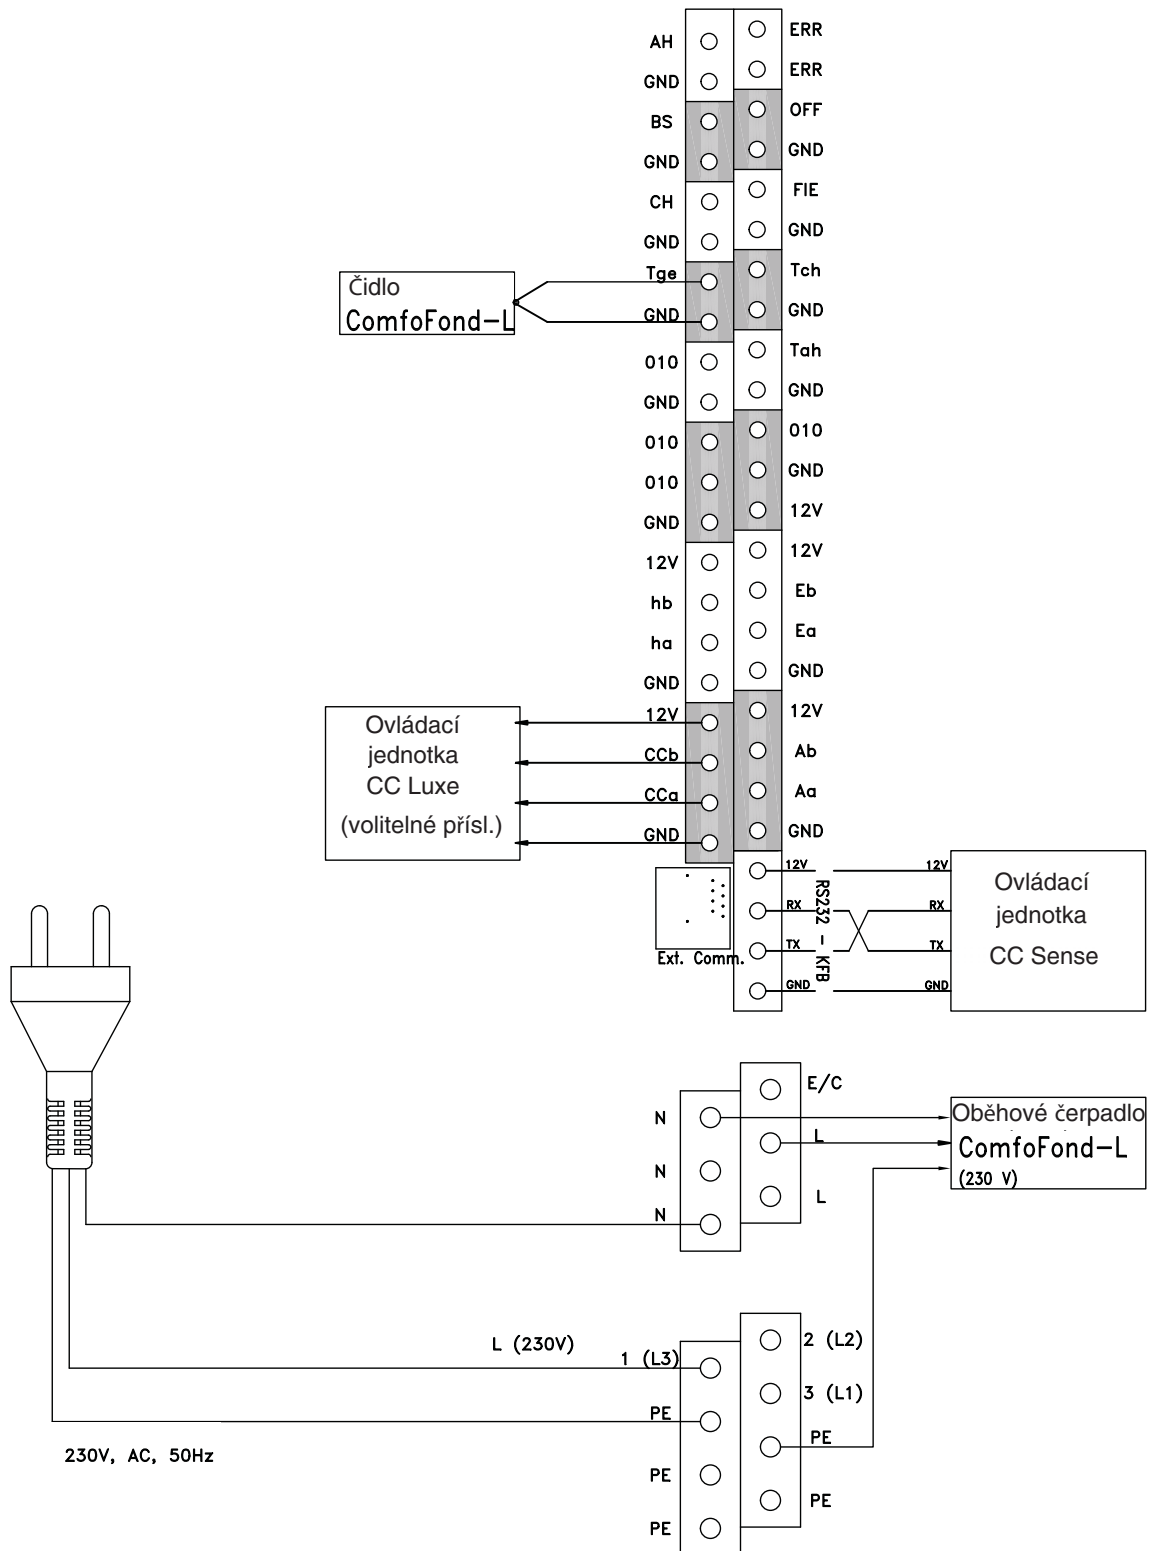 ERR
AH
ERR
GND
OFF
BS
GND
GND
FIE
CH
GND
GND
Tch
Tge
Čidlo
ComfoFond-L
GND
GND
Tah
010
GND
GND
010
010
GND
010
12V
GND
12V
12V
Eb
hb
Ea
ha
GND
GND
12V
12V
Ovládací
jednotka
CC Luxe
(volitelné přísl.)
Ab
CCb
Aa
CCa
GND
GND
12V
12V
RX
RX
TX
TX
GND
GND
RS232 - KFB
Ext. Comm.
Ovládací
jednotka
CC Sense
E/C
N
L
N
L
N
Oběhové čerpadlo
ComfoFond-L
(230 V)
L (230V)
1 (L3)
2 (L2)
3 (L1)
PE
PE
PE
PE
PE
230V, AC, 50Hz